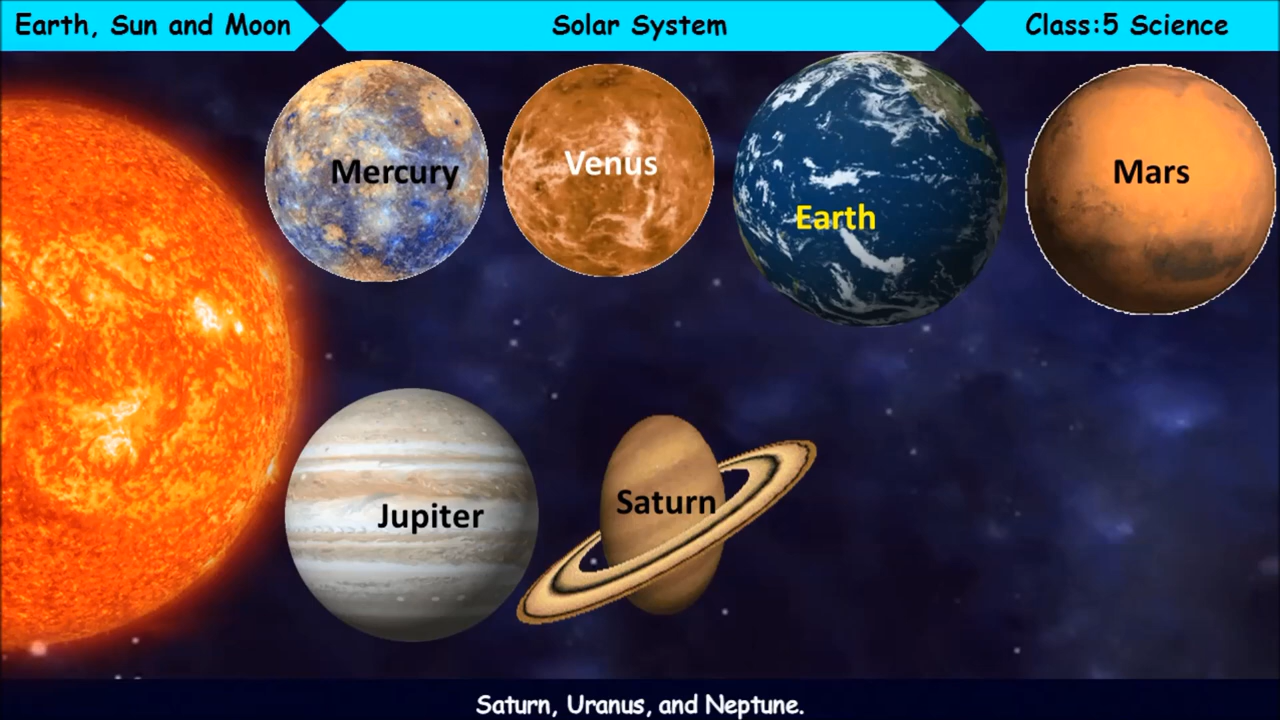 Earth, Sun and Moon
Solar System
Class:5 Science
Mercury
Venus
Earth
Mars
Jupiter
Saturn
Saturn, Uranus, and Neptune.